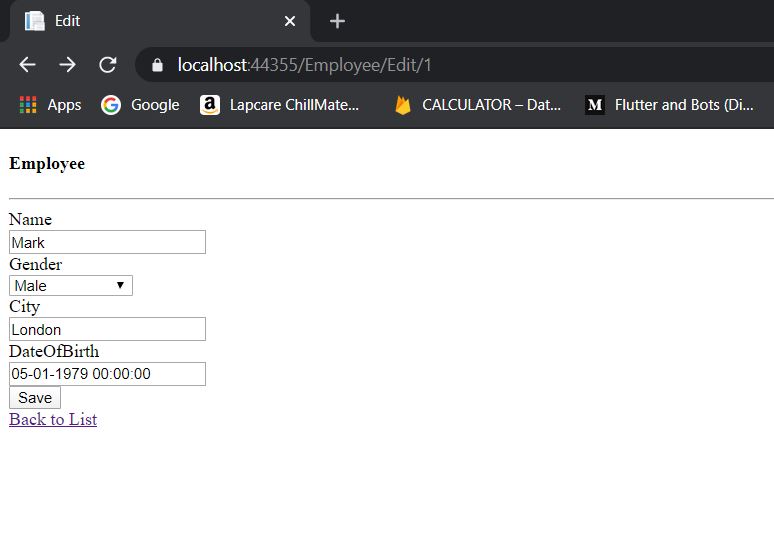 Edit
localhost:44355/Employee/Edit/1
Apps Google Lapcare ChillMate... CALCULATOR – Dat... M Flutter and Bots (Di...
Employee
Name
Mark
Gender
Male
City
London
DateOfBirth
05-01-1979 00:00:00
Save
Back to List